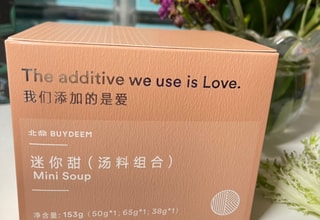 The additive we use is Love.
我们添加的是爱
北鼎 BUYDEEM
迷你甜（汤料组合）
Mini Soup
净含量:153g（50g*1; 65g*1; 38g*1）